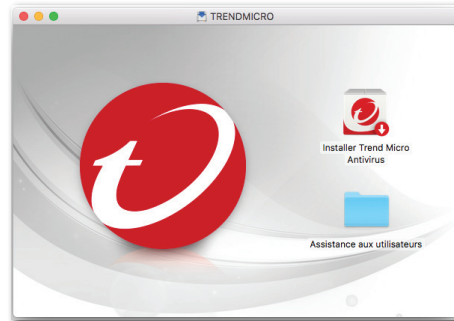 TRENDMICRO
Installer Trend Micro
Antivirus
Assistance aux utilisateurs